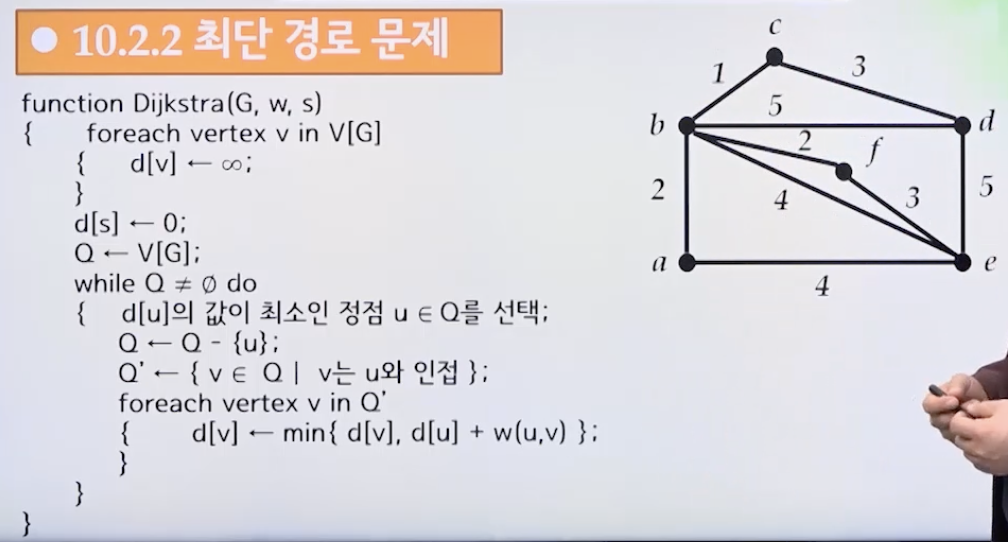 ● 10.2.2 최단 경로 문제
function Dijkstra(G, w, s)
{ foreach vertex v in V[G]
{ d[v] ← ∞;
}
d[s] ← 0;
Q ← V[G];
while Q ≠ ∅ do
{ d[u]의 값이 최소인 정점 u ∈ Q를 선택;
Q ← Q - {u};
Q' ← { v ∈ Q | v는 u와 인접 };
foreach vertex v in Q'
{ d[v] ← min{ d[v], d[u] + w(u,v) };
}
}
}
c
1
3
5
b
d
2
f
2
4
3
5
a
e
4